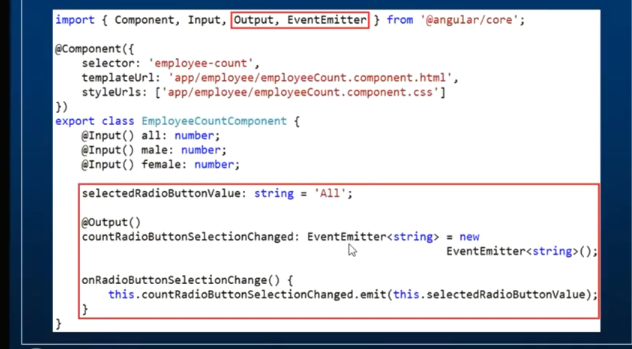 import { Component, Input, Output, EventEmitter } from '@angular/core';
@Component({
    selector: 'employee-count',
    templateUrl: 'app/employee/employeeCount.component.html',
    styleUrls: ['app/employee/employeeCount.component.css']
})
export class EmployeeCountComponent {
    @Input() all: number;
    @Input() male: number;
    @Input() female: number;
    selectedRadioButtonValue: string = 'All';
    @Output()
    countRadioButtonSelectionChanged: EventEmitter<string> = new
                                                        EventEmitter<string>();
    onRadioButtonSelectionChange() {
        this.countRadioButtonSelectionChanged.emit(this.selectedRadioButtonValue);
    }
}